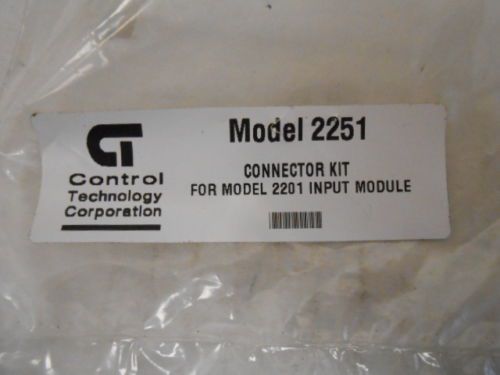 CT
Control
Technology
Corporation
Model 2251
CONNECTOR KIT
FOR MODEL 2201 INPUT MODULE